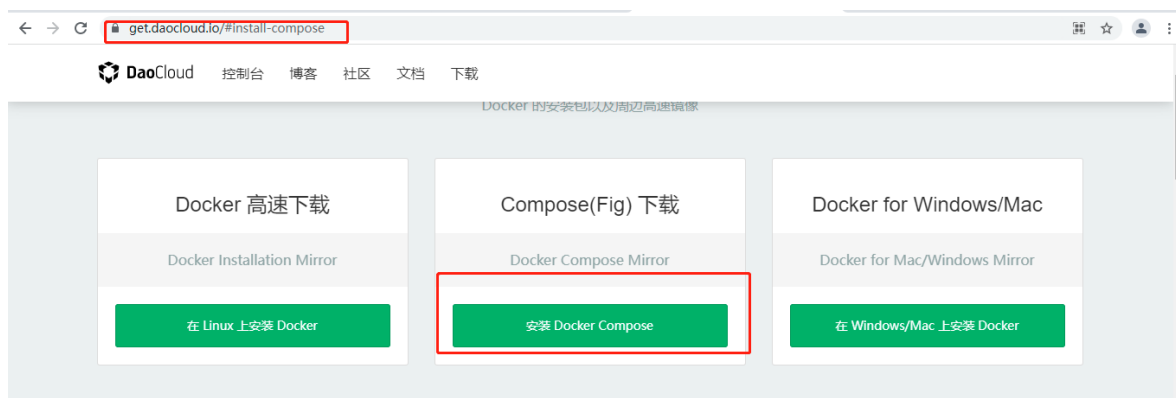 get.daocloud.io/#install-compose
DaoCloud 控制台 博客 社区 文档 下载
Docker 的安装包以及周边高速镜像
Docker 高速下载
Docker Installation Mirror
在 Linux 上安装 Docker
Compose(Fig) 下载
Docker Compose Mirror
安装 Docker Compose
Docker for Windows/Mac
Docker for Mac/Windows Mirror
在 Windows/Mac 上安装 Docker